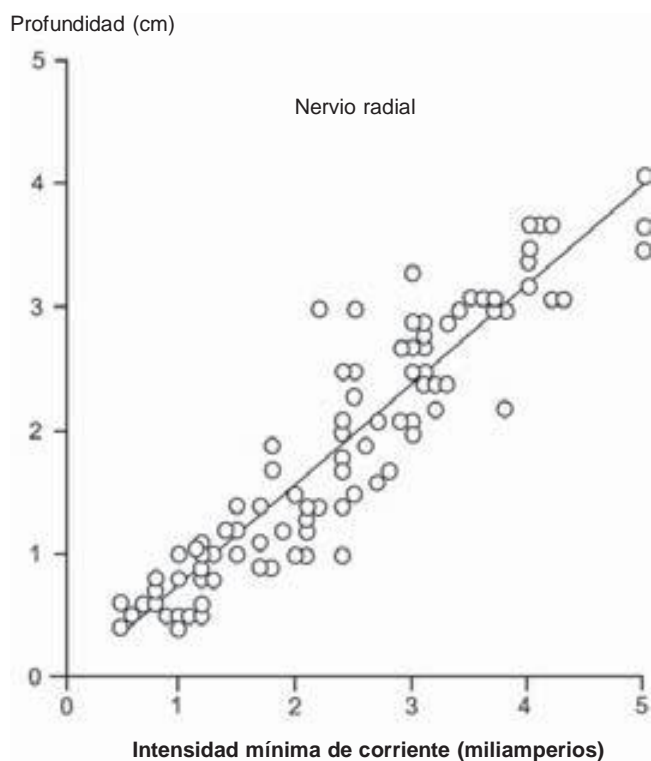 Profundidad (cm)
5
Nervio radial
4
3
2
1
0
0 1 2 3 4 5
Intensidad mínima de corriente (miliamperios)